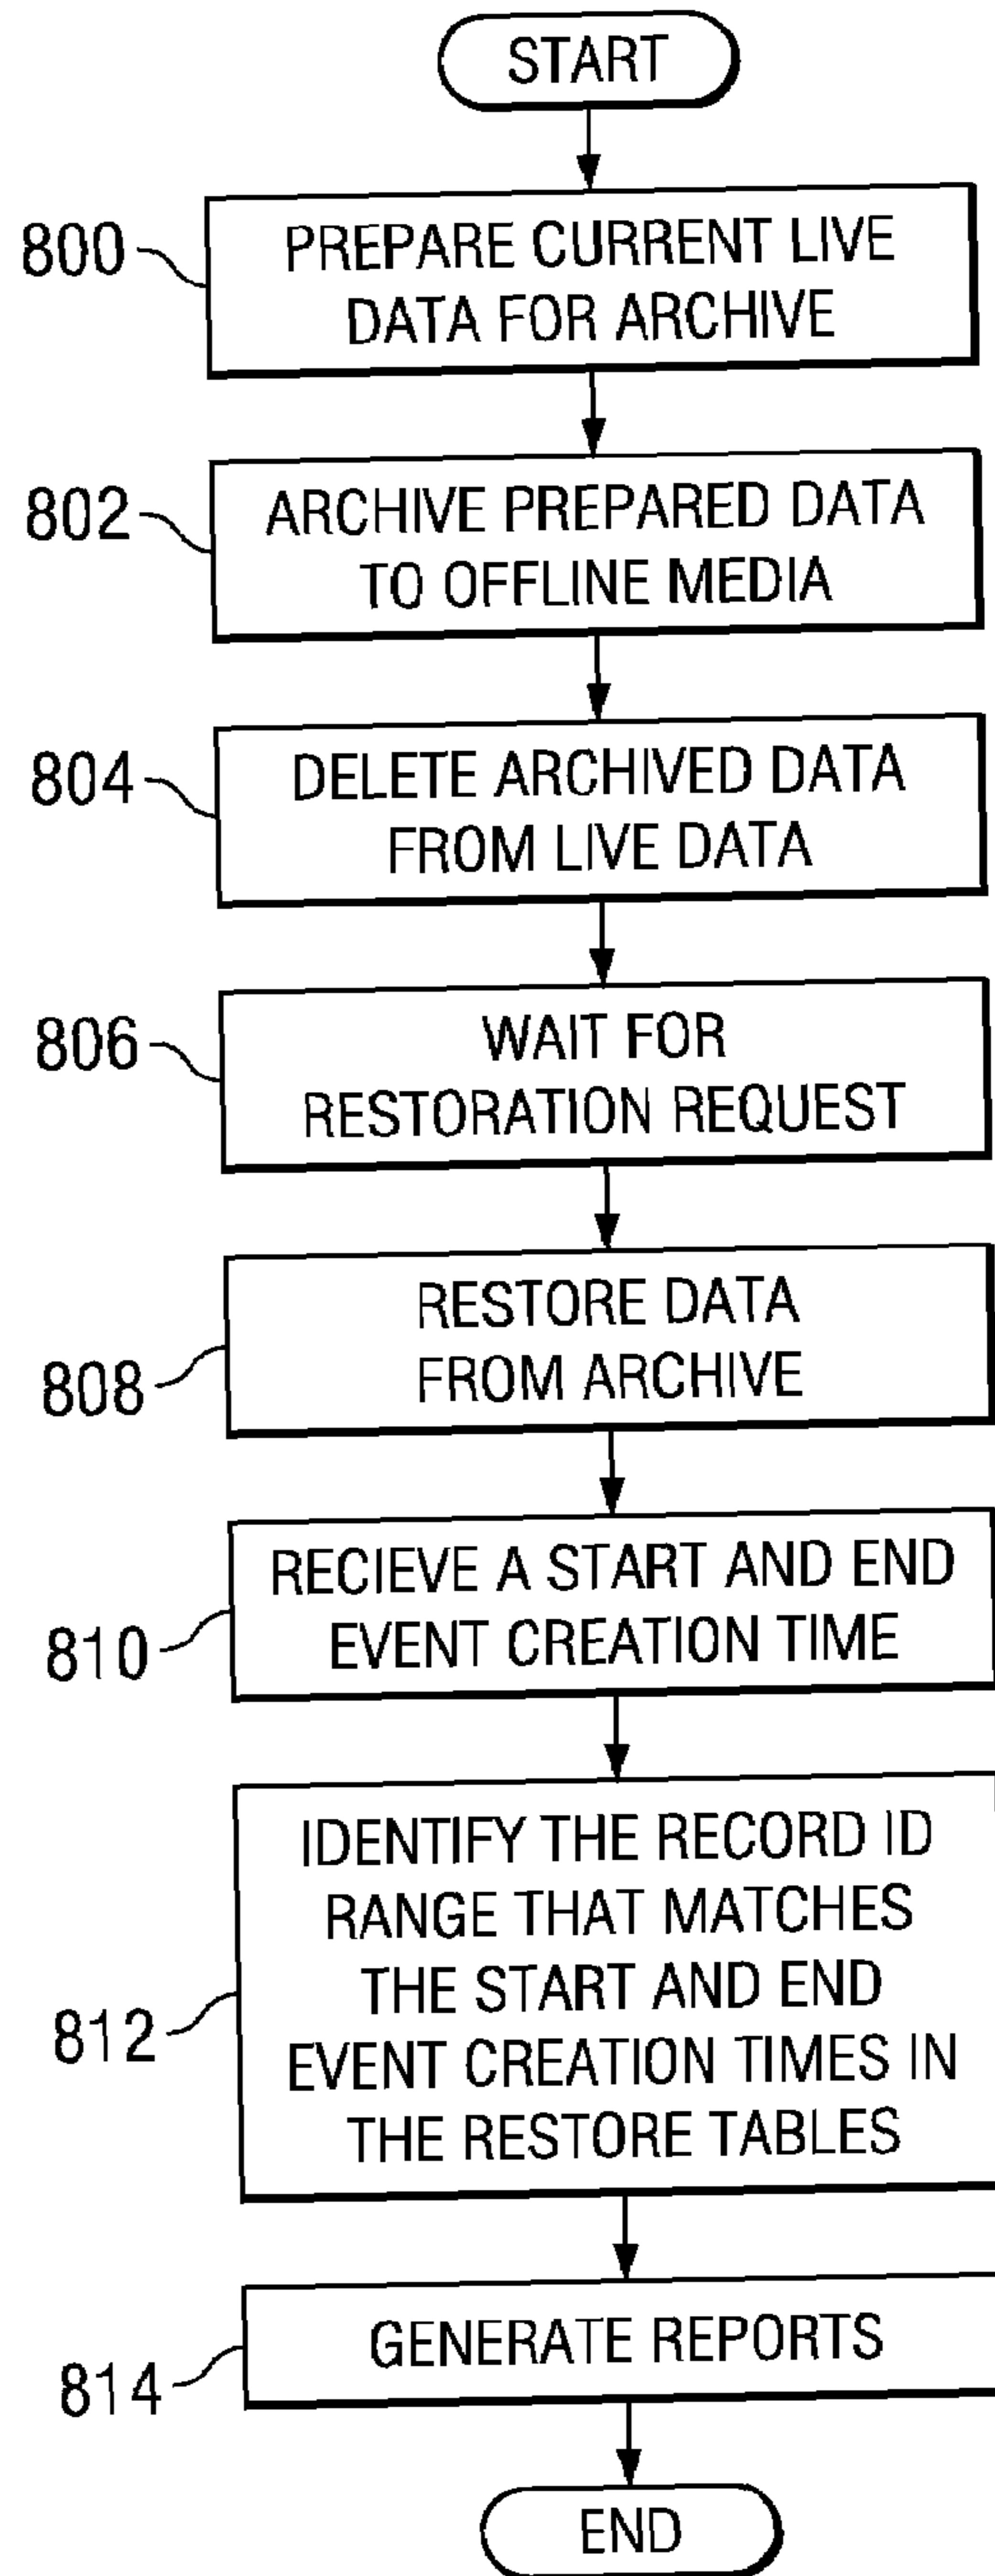 START
800
PREPARE CURRENT LIVE
DATA FOR ARCHIVE
802
ARCHIVE PREPARED DATA
TO OFFLINE MEDIA
804
DELETE ARCHIVED DATA
FROM LIVE DATA
806
WAIT FOR
RESTORATION REQUEST
808
RESTORE DATA
FROM ARCHIVE
810
RECIEVE A START AND END
EVENT CREATION TIME
812
IDENTIFY THE RECORD ID
RANGE THAT MATCHES
THE START AND END
EVENT CREATION TIMES IN
THE RESTORE TABLES
814
GENERATE REPORTS
END